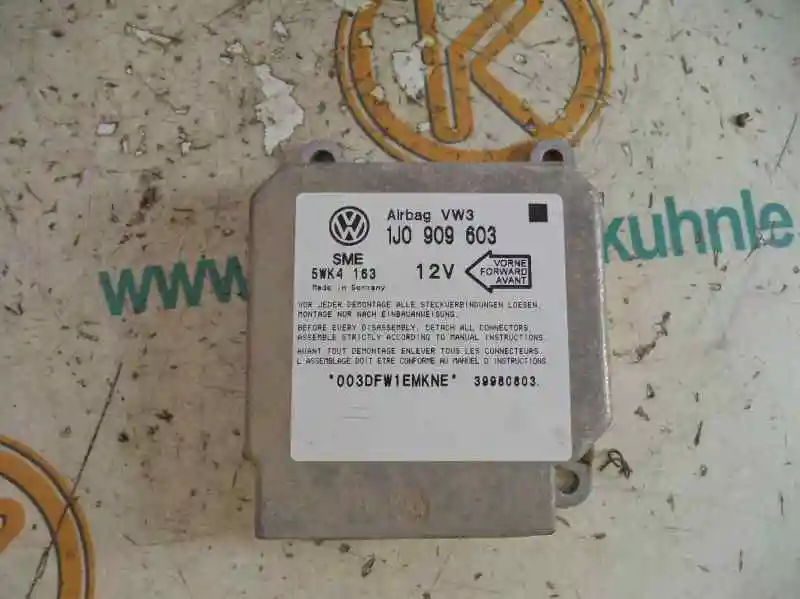 Airbag VW3
1J0 909 603
SME
5WK4 163
Made in Germany
12V
VORNE
FORWARD
AVANT
VOR JEDER DEMONTAGE ALLE STECKVERBINDUNGEN LOESEN.
MONTAGE NUR NACH EINBAUANWEISUNG.
BEFORE EVERY DISASSEMBLY, DETACH ALL CONNECTORS.
ASSEMBLE STRICTLY ACCORDING TO MANUAL INSTRUCTIONS.
AVANT TOUT DEMONTAGE ENLEVER TOUS LES CONNECTEURS.
L'ASSEMBLAGE DOIT ETRE CONFORME AU MANUEL D'INSTRUCTIONS.
*003DFW1EMKNE* 39980803.
www.
kuhnle.